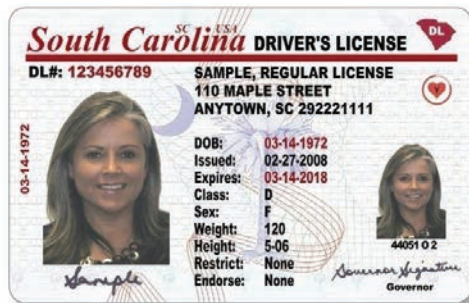 SC USA
South Carolina DRIVER'S LICENSE
DL
DL#: 123456789
SAMPLE, REGULAR LICENSE
110 MAPLE STREET
ANYTOWN, SC 292221111
03-14-1972
DOB: 03-14-1972
Issued: 02-27-2008
Expires: 03-14-2018
Class: D
Sex: F
Weight: 120
Height: 5-06
Restrict: None
Endorse: None
44051 O 2
Sample
Governor Signature
Governor